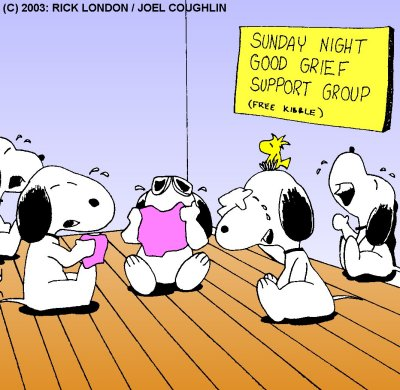 (C) 2003: RICK LONDON / JOEL COUGHLIN
SUNDAY NIGHT
GOOD GRIEF
SUPPORT GROUP
(FREE KIBBLE)